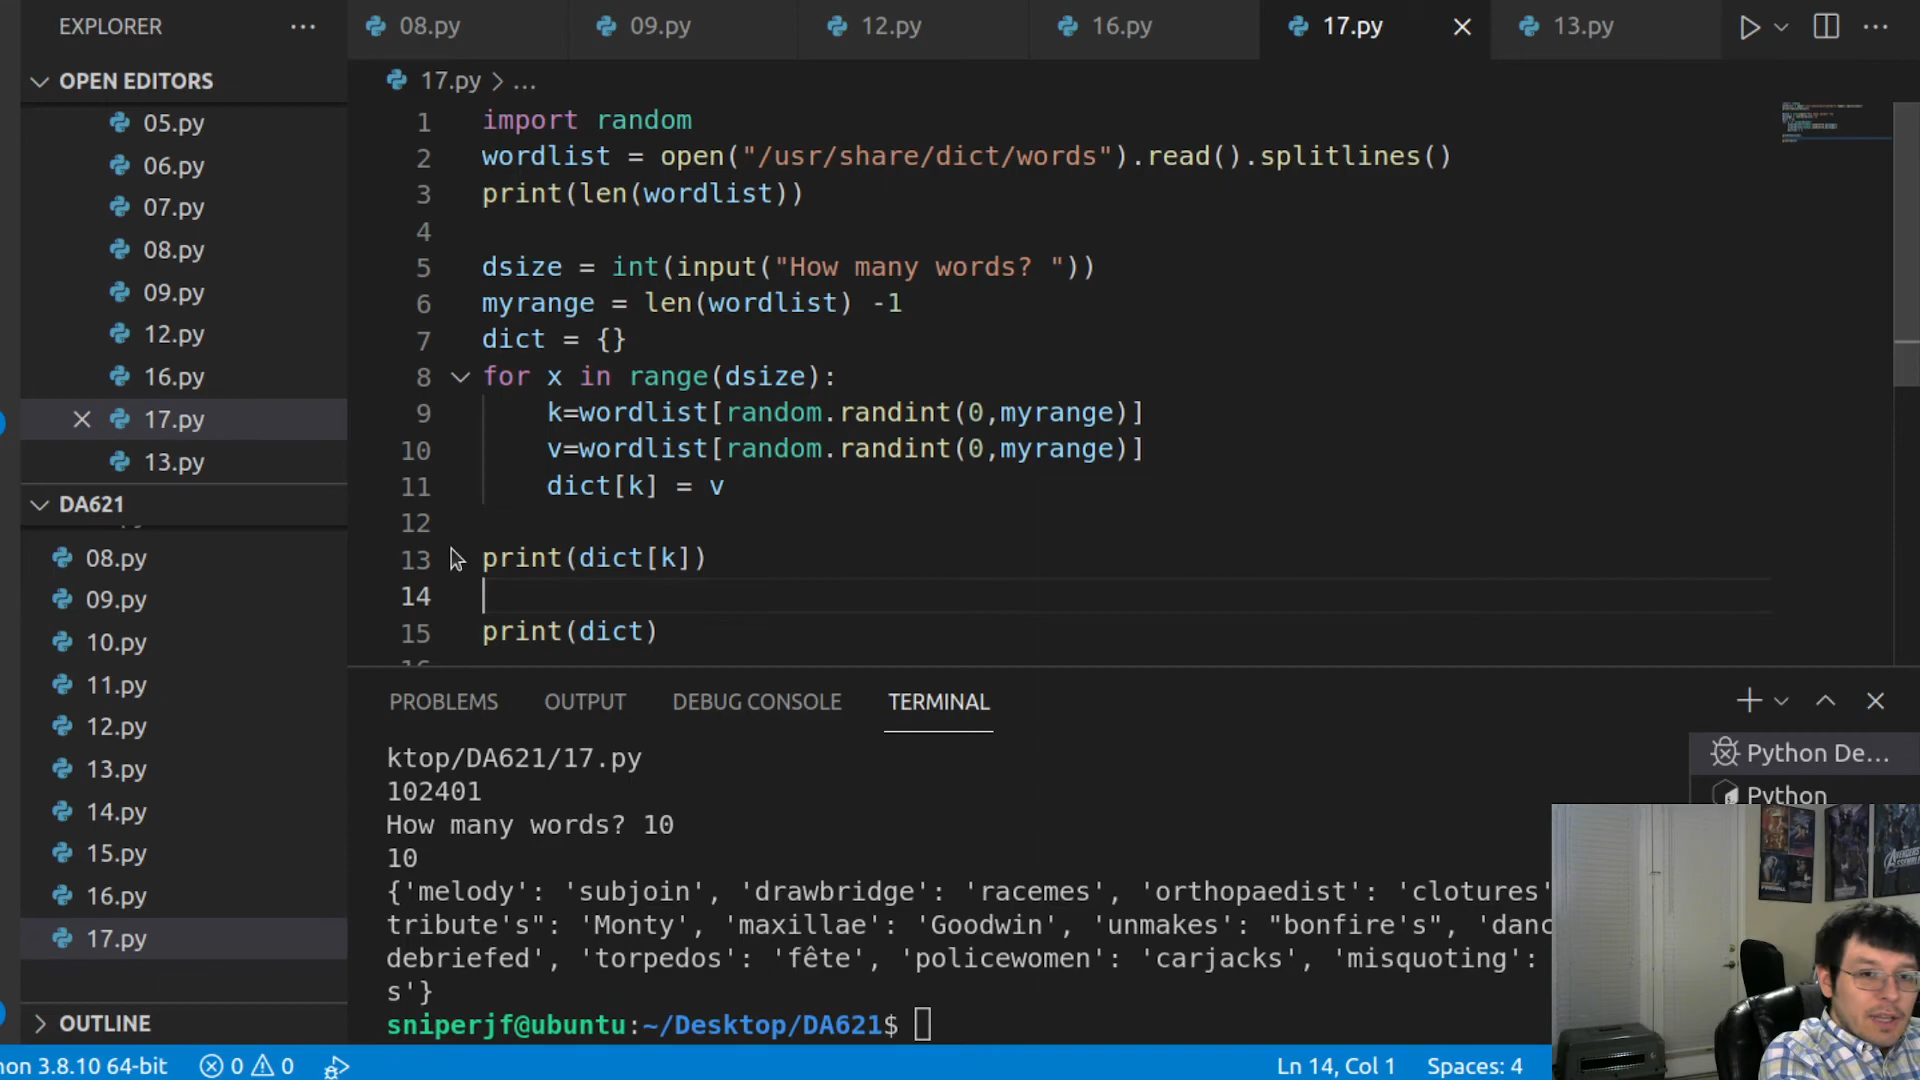 EXPLORER
08.py 09.py 12.py 16.py 17.py 13.py
OPEN EDITORS
05.py
06.py
07.py
08.py
09.py
12.py
16.py
17.py
13.py
DA621
08.py
09.py
10.py
11.py
12.py
13.py
14.py
15.py
16.py
17.py
OUTLINE
17.py > ...
1 import random
2 wordlist = open("/usr/share/dict/words").read().splitlines()
3 print(len(wordlist))
4
5 dsize = int(input("How many words? "))
6 myrange = len(wordlist) -1
7 dict = {}
8 for x in range(dsize):
9 k=wordlist[random.randint(0,myrange)]
10 v=wordlist[random.randint(0,myrange)]
11 dict[k] = v
12
13 print(dict[k])
14
15 print(dict)
PROBLEMS OUTPUT DEBUG CONSOLE TERMINAL
Python De...
Python
ktop/DA621/17.py
102401
How many words? 10
10
{'melody': 'subjoin', 'drawbridge': 'racemes', 'orthopaedist': 'clotures'
tribute's": 'Monty', 'maxillae': 'Goodwin', 'unmakes': "bonfire's", 'danc
debriefed', 'torpedos': 'fête', 'policewomen': 'carjacks', 'misquoting':
s'}
sniperjf@ubuntu:~/Desktop/DA621$
hon 3.8.10 64-bit 0 0 Ln 14, Col 1 Spaces: 4